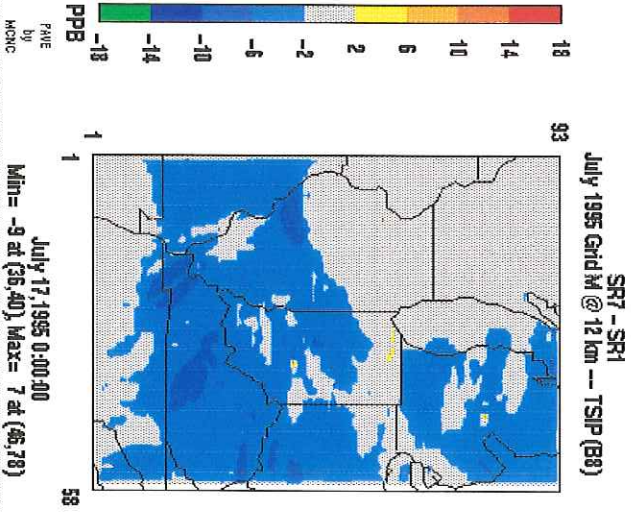 SR7 - SR1
July 1995 Grid M @ 12 km --- TSIP (B8)
18
14
10
6
2
-2
-10
-14
-18
PPB
PAVE
by
MCNC
93
1
1
58
July 17,1995 0:00:00
Min= -9 at (36,40), Max= 7 at (46,78)